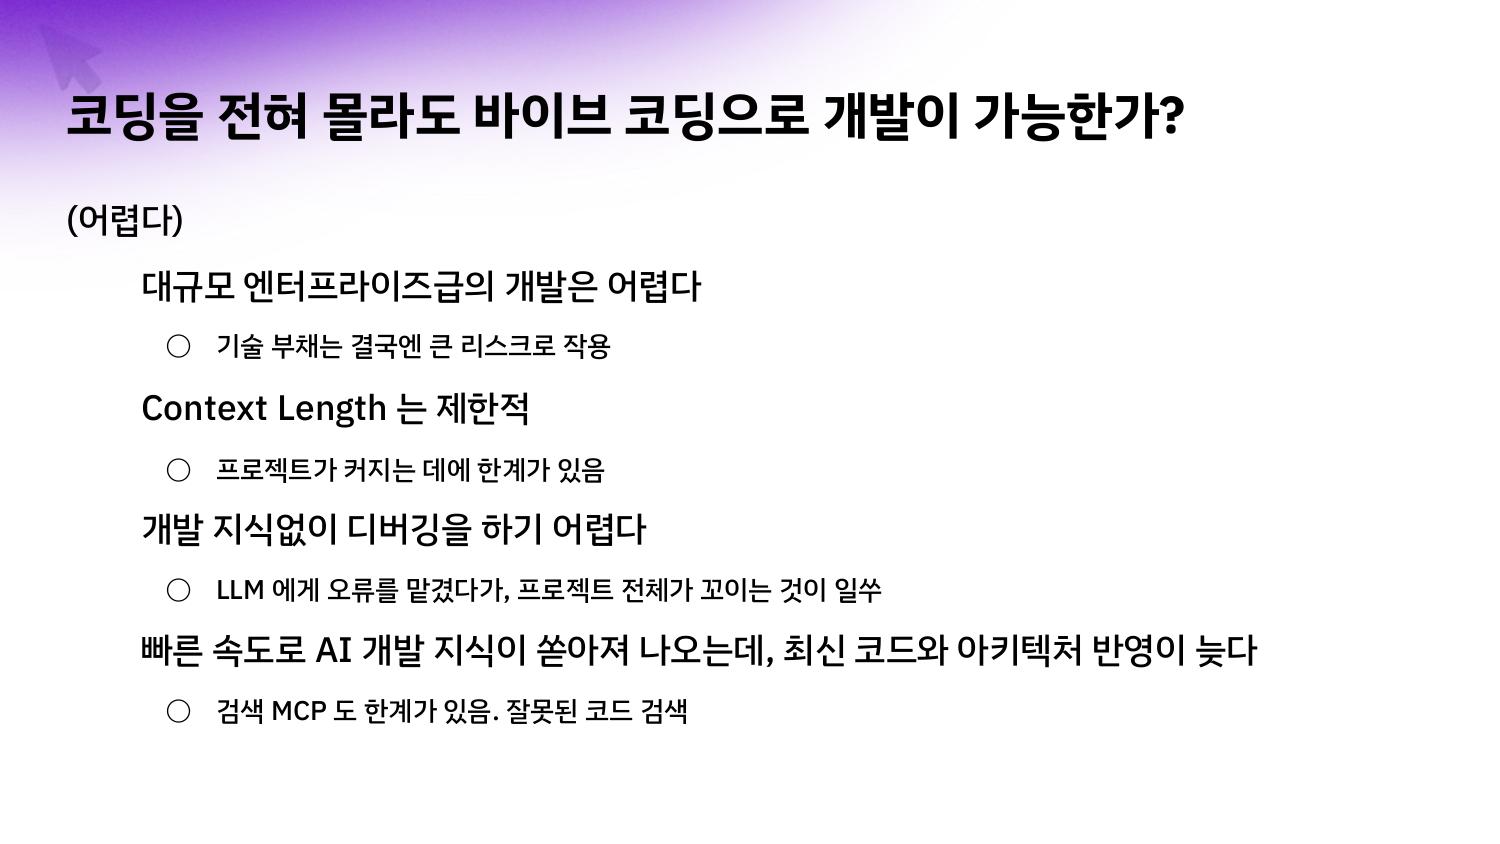 코딩을 전혀 몰라도 바이브 코딩으로 개발이 가능한가?
(어렵다)
대규모 엔터프라이즈급의 개발은 어렵다
○ 기술 부채는 결국엔 큰 리스크로 작용
Context Length 는 제한적
○ 프로젝트가 커지는 데에 한계가 있음
개발 지식없이 디버깅을 하기 어렵다
○ LLM 에게 오류를 맡겼다가, 프로젝트 전체가 꼬이는 것이 일쑤
빠른 속도로 AI 개발 지식이 쏟아져 나오는데, 최신 코드와 아키텍처 반영이 늦다
○ 검색 MCP 도 한계가 있음. 잘못된 코드 검색